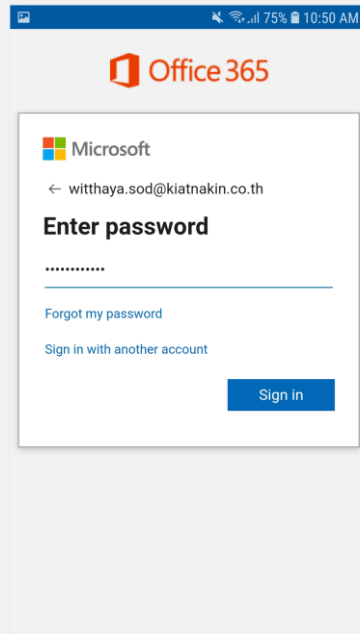 75% 10:50 AM
Office 365
Microsoft
← witthaya.sod@kiatnakin.co.th
Enter password
••••••••••••
Forgot my password
Sign in with another account
Sign in